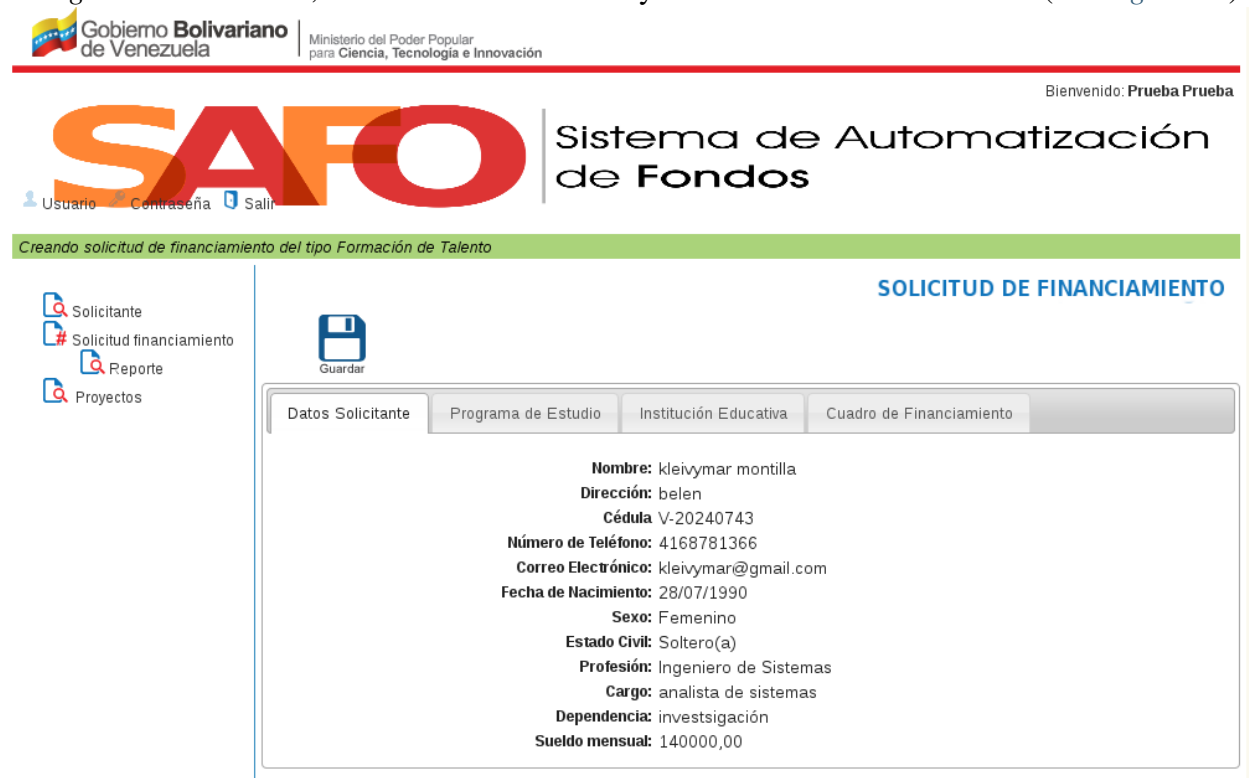 Gobierno Bolivariano
de Venezuela
Ministerio del Poder Popular
para Ciencia, Tecnología e Innovación
Bienvenido: Prueba Prueba
SAFO
Sistema de Automatización
de Fondos
Usuario Contraseña Salir
Creando solicitud de financiamiento del tipo Formación de Talento
SOLICITUD DE FINANCIAMIENTO
Solicitante
Solicitud financiamiento
Reporte
Proyectos
Guardar
Datos Solicitante Programa de Estudio Institución Educativa Cuadro de Financiamiento
Nombre: kleivymar montilla
Dirección: belen
Cédula V-20240743
Número de Teléfono: 4168781366
Correo Electrónico: kleivymar@gmail.com
Fecha de Nacimiento: 28/07/1990
Sexo: Femenino
Estado Civil: Soltero(a)
Profesión: Ingeniero de Sistemas
Cargo: analista de sistemas
Dependencia: investsigación
Sueldo mensual: 140000,00